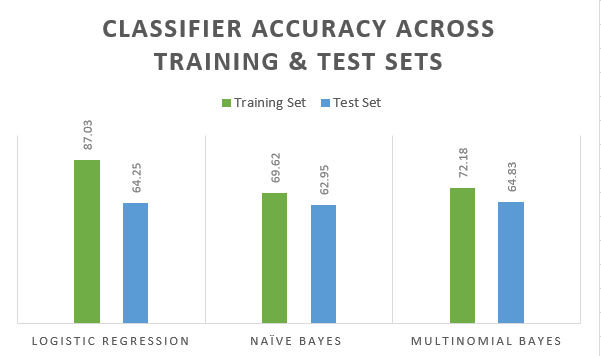 CLASSIFIER ACCURACY ACROSS
TRAINING & TEST SETS
Training Set Test Set
87.03 64.25 69.62 62.95 72.18 64.83
LOGISTIC REGRESSION NAÏVE BAYES MULTINOMIAL BAYES